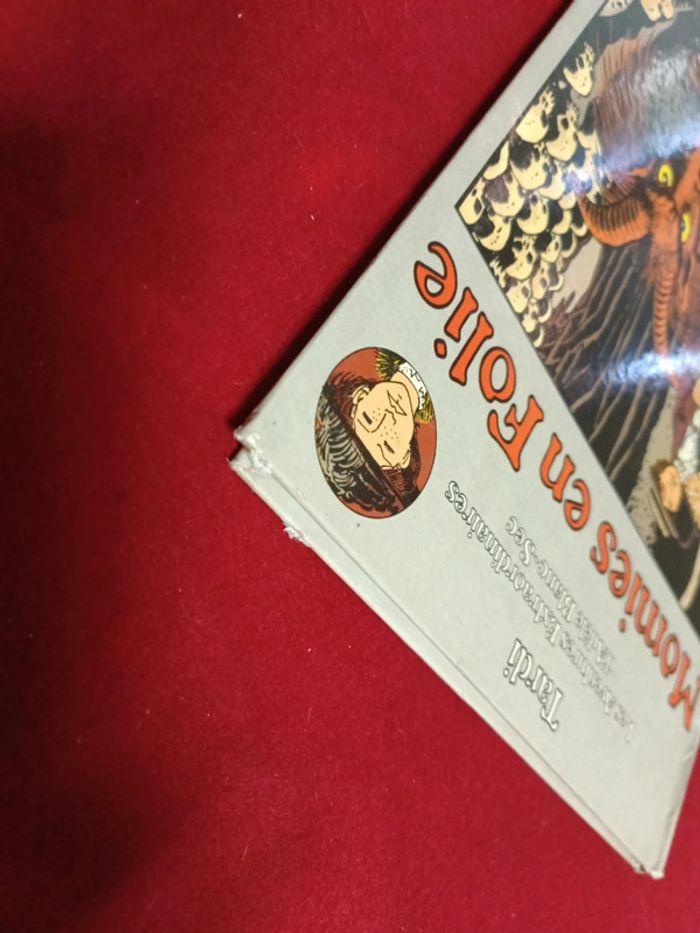 Tardi
Les Aventures Extraordinaires
d'Adèle Blanc-Sec
Momies en Folie